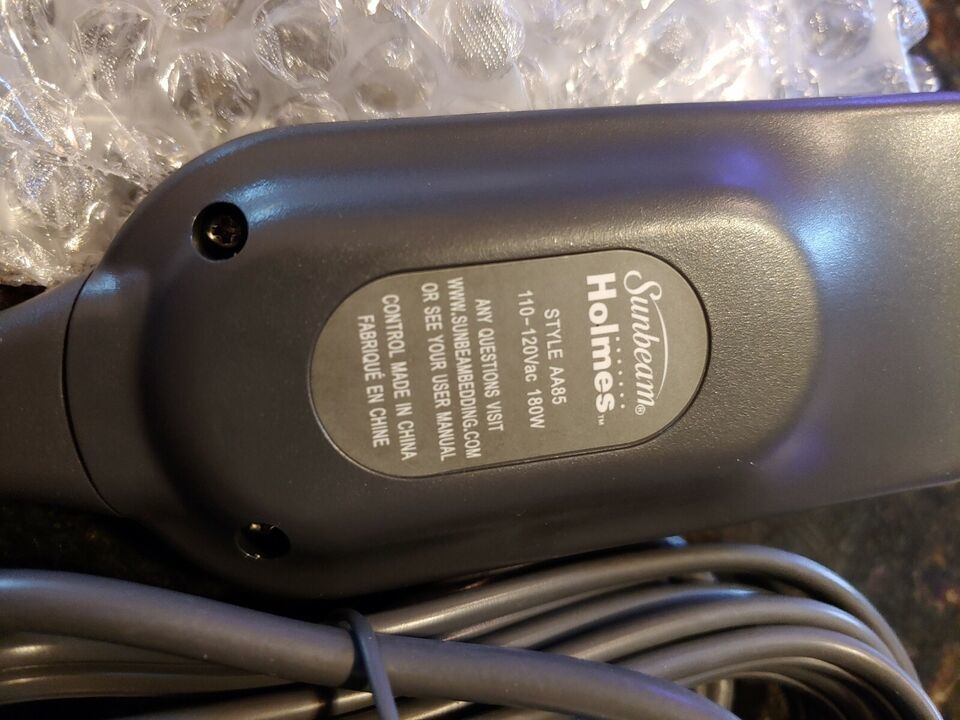 Sunbeam®
Holmes™
STYLE AA85
110-120Vac 180W
ANY QUESTIONS VISIT
WWW.SUNBEAMBEDDING.COM
OR SEE YOUR USER MANUAL
CONTROL MADE IN CHINA
FABRIQUÉ EN CHINE